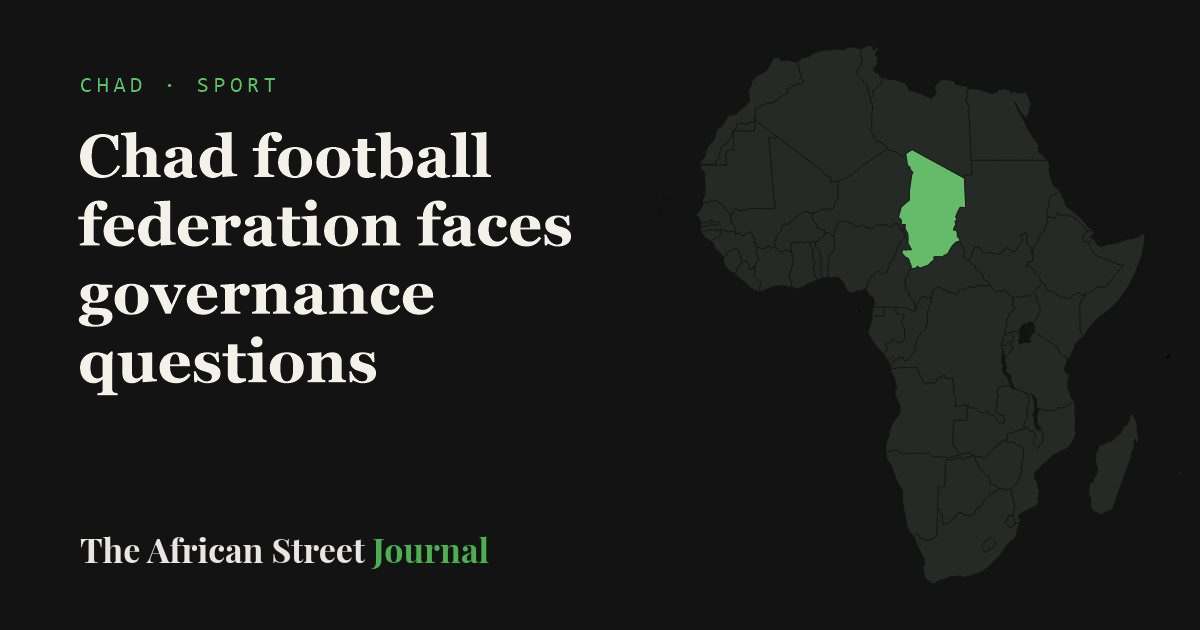 CHAD · SPORT
Chad football
federation faces
governance
questions
The African Street Journal